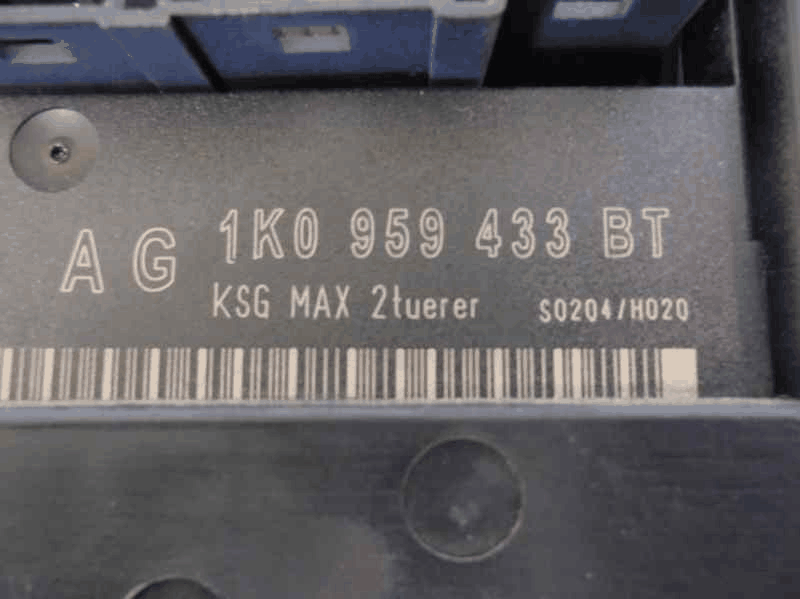 AG 1K0 959 433 BT
KSG MAX 2tuerer S0204/H020